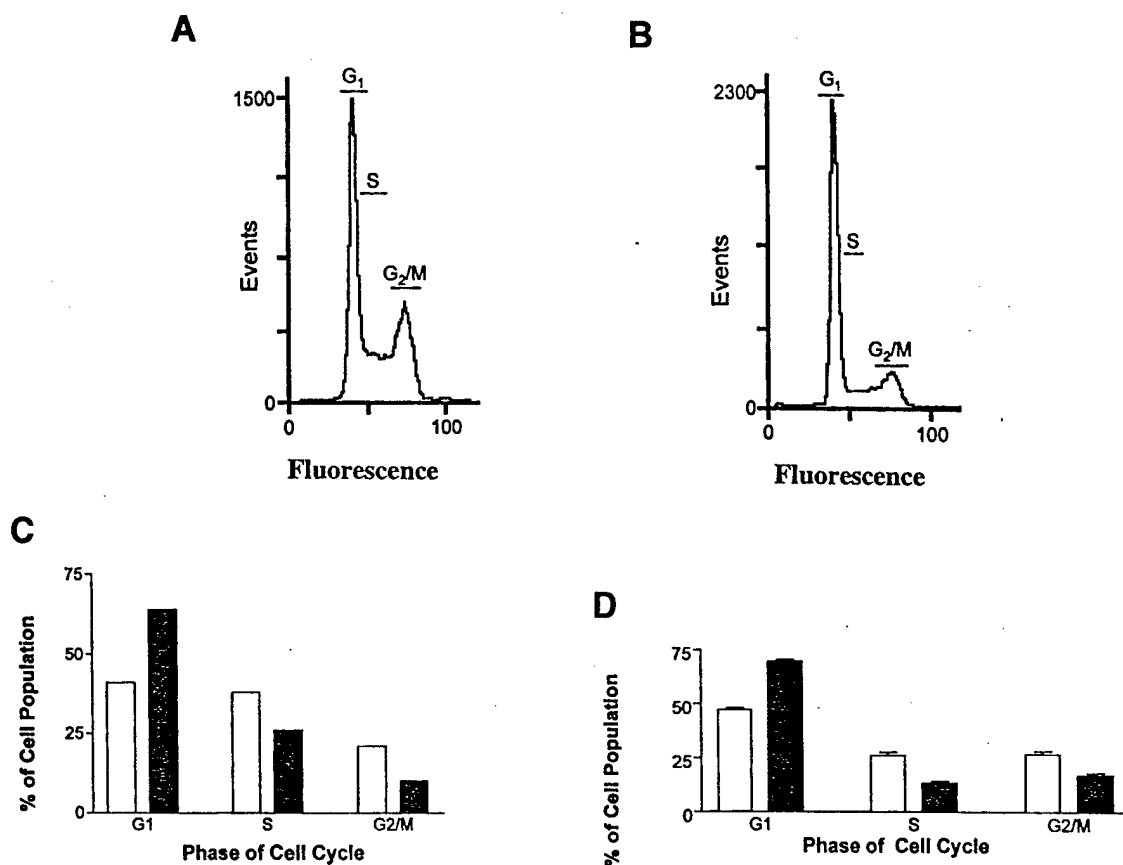 A
B
G1
1500
S
G2/M
Events
0
0
100
Fluorescence
G1
2300
S
G2/M
Events
0
0
100
Fluorescence
C
75
50
25
0
% of Cell Population
G1
S
G2/M
Phase of Cell Cycle
D
75
50
25
0
% of Cell Population
G1
S
G2/M
Phase of Cell Cycle